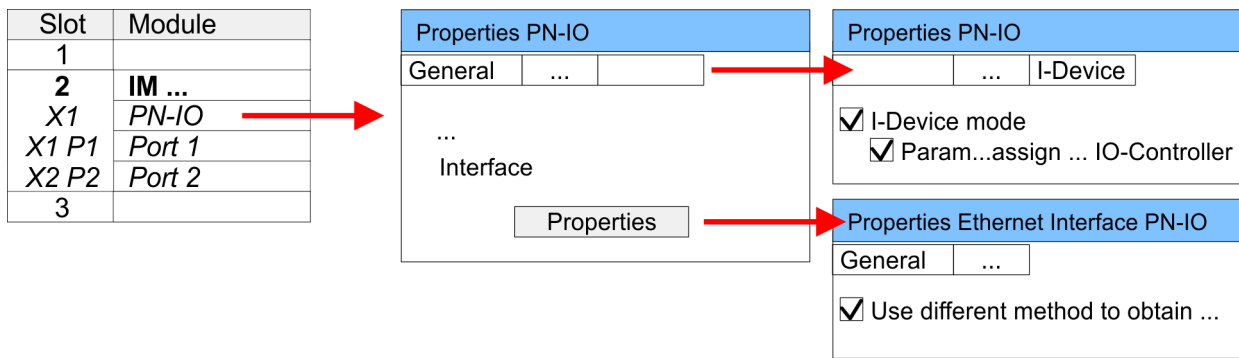 Slot Module
1
2 IM ...
X1 PN-IO
X1 P1 Port 1
X2 P2 Port 2
3
Properties PN-IO
General ...
...
Interface
Properties
Properties PN-IO
... I-Device
I-Device mode
Param...assign ... IO-Controller
Properties Ethernet Interface PN-IO
General ...
Use different method to obtain ...